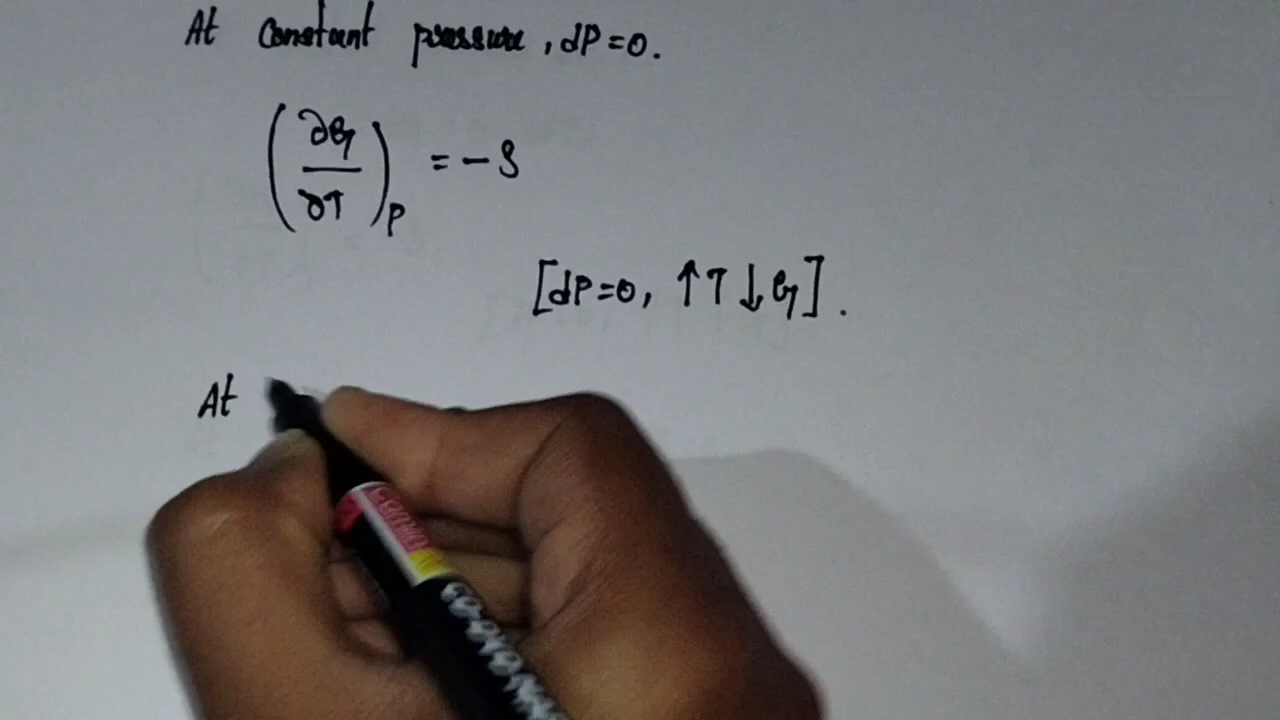 At constant pressure, dP=0.
(∂G/∂T)P = -S
[dP=0, ↑T ↓G].
At